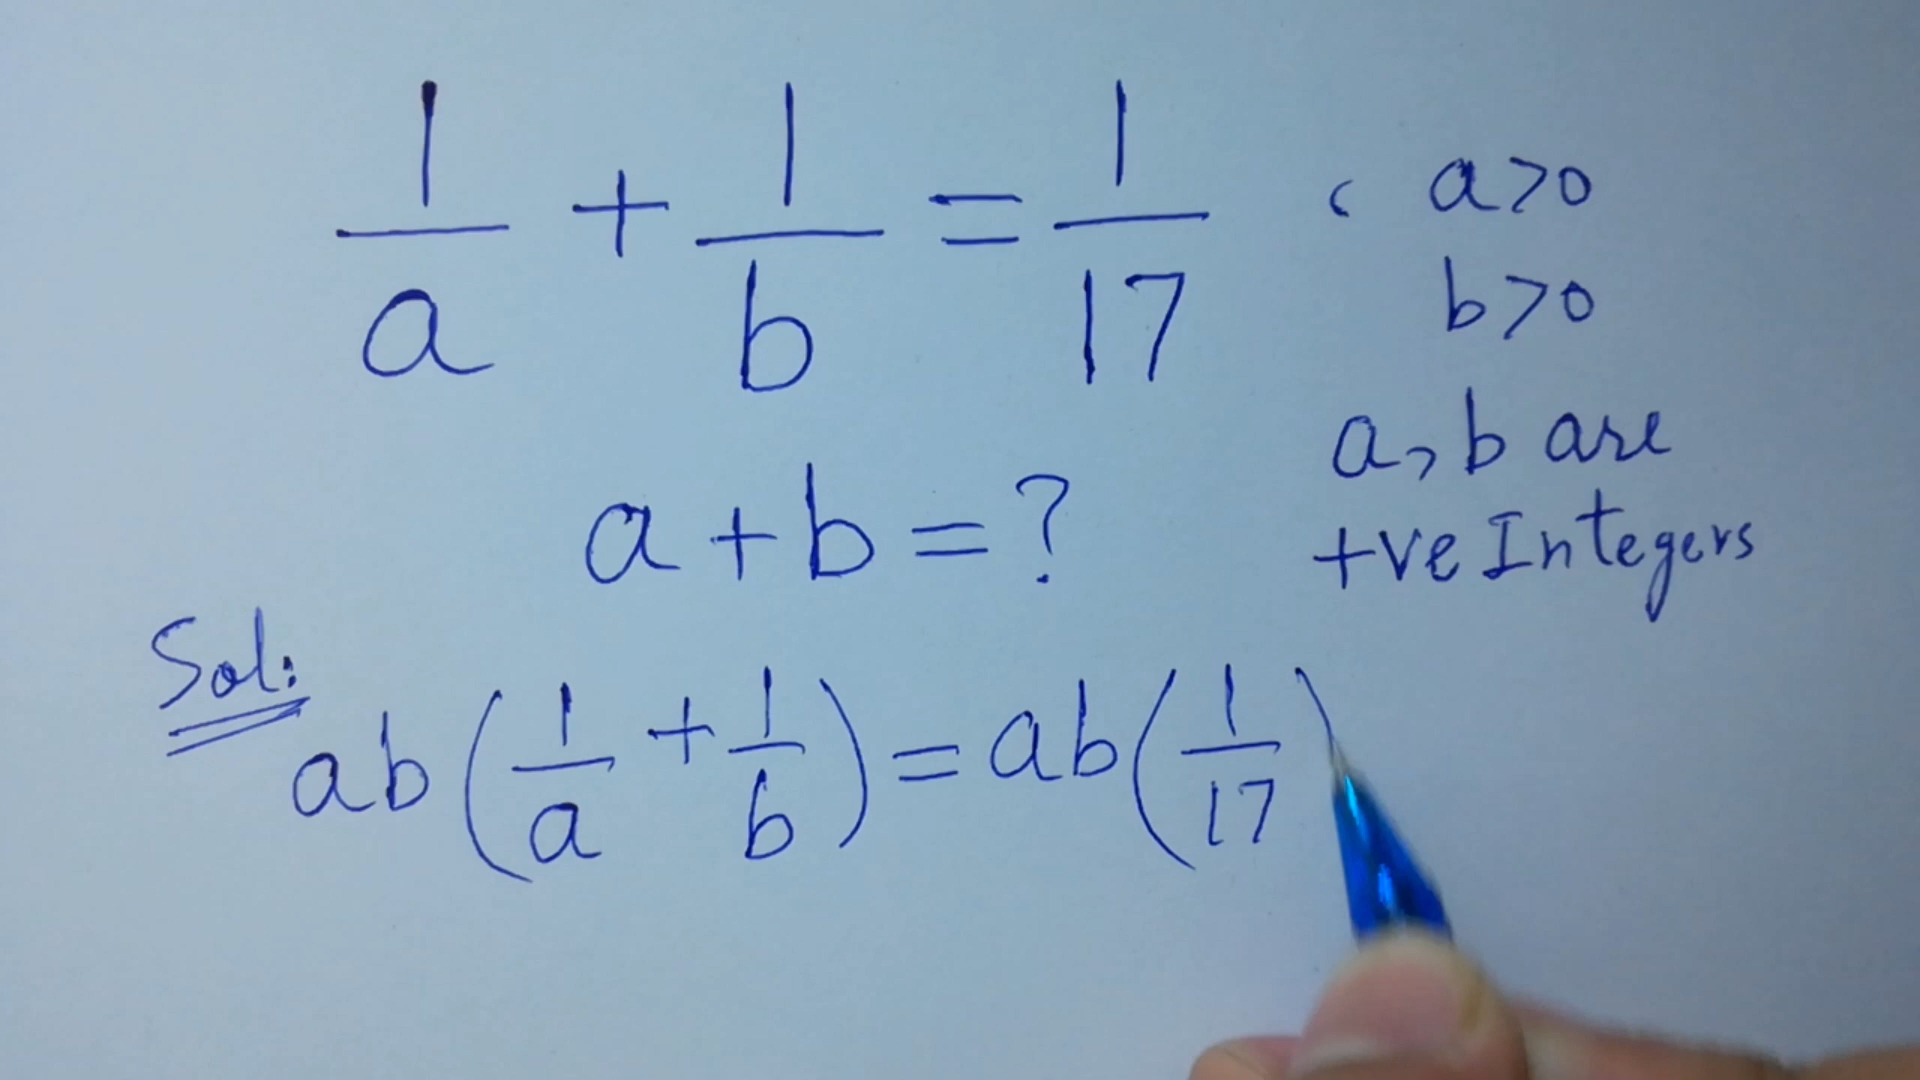 1/a + 1/b = 1/17 , a>0
b>0
a, b are
+ve Integers
a + b = ?
Sol:
ab(1/a + 1/b) = ab(1/17)